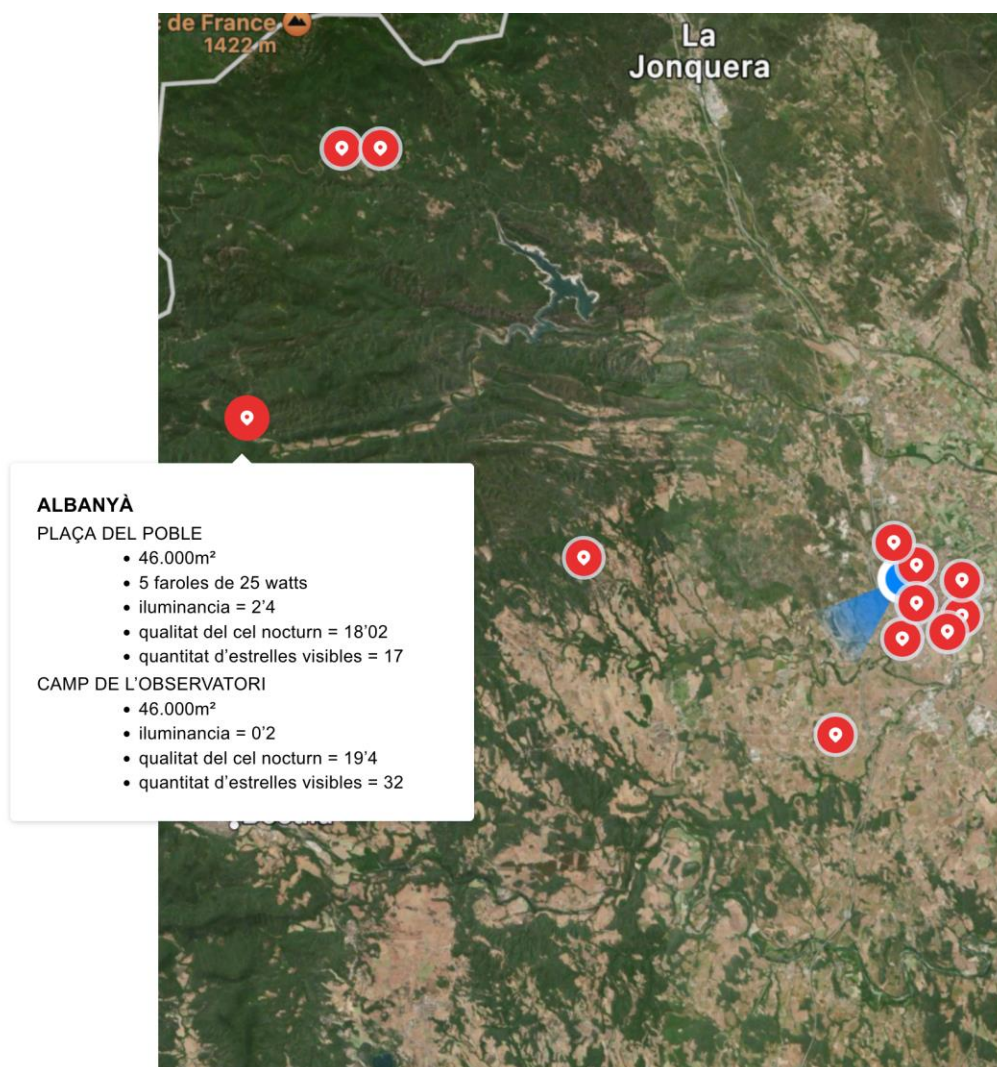 de France
1422 m
La
Jonquera
ALBANYÀ
PLAÇA DEL POBLE
• 46.000m²
• 5 faroles de 25 watts
• iluminancia = 2'4
• qualitat del cel nocturn = 18'02
• quantitat d'estrelles visibles = 17
CAMP DE L'OBSERVATORI
• 46.000m²
• iluminancia = 0'2
• qualitat del cel nocturn = 19'4
• quantitat d'estrelles visibles = 32